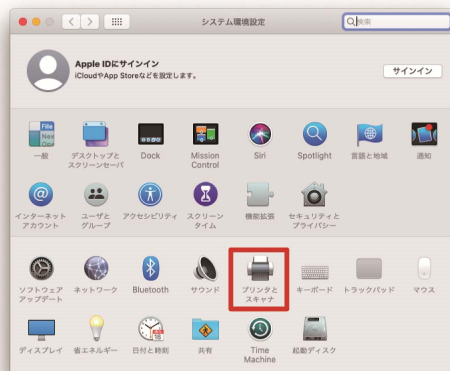 システム環境設定
検索
Apple IDにサインイン
iCloudやApp Storeなどを設定します。
サインイン
File
New
一般
デスクトップと
スクリーンセーバ
Dock
Mission
Control
Siri
Spotlight
言語と地域
通知
インターネット
アカウント
ユーザと
グループ
アクセシビリティ
スクリーン
タイム
機能拡張
セキュリティと
プライバシー
ソフトウェア
アップデート
ネットワーク
Bluetooth
サウンド
プリンタと
スキャナ
キーボード
トラックパッド
マウス
ディスプレイ
省エネルギー
日付と時刻
共有
Time
Machine
起動ディスク